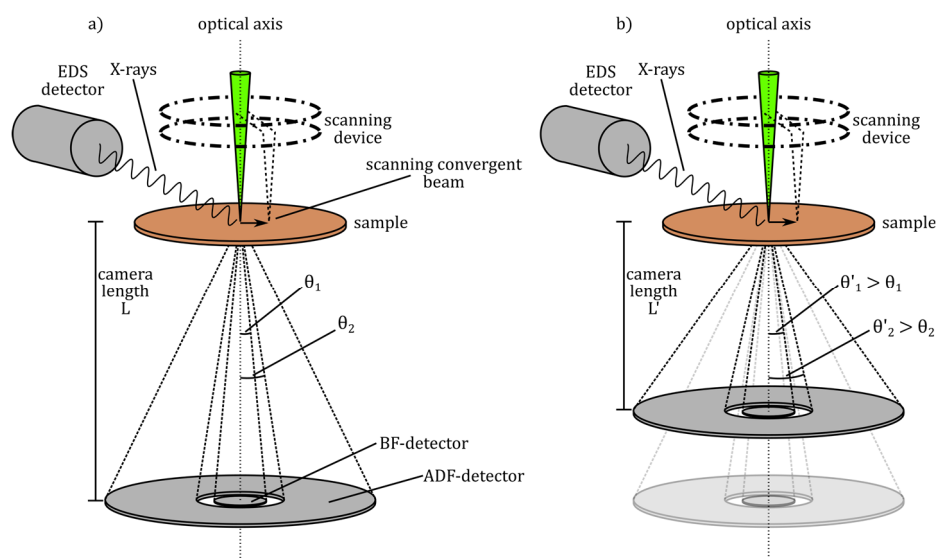 a)
optical axis
EDS
detector
X-rays
scanning
device
scanning convergent
beam
sample
camera
length
L
θ1
θ2
BF-detector
ADF-detector
b)
optical axis
EDS
detector
X-rays
scanning
device
sample
camera
length
L'
θ'1 > θ1
θ'2 > θ2